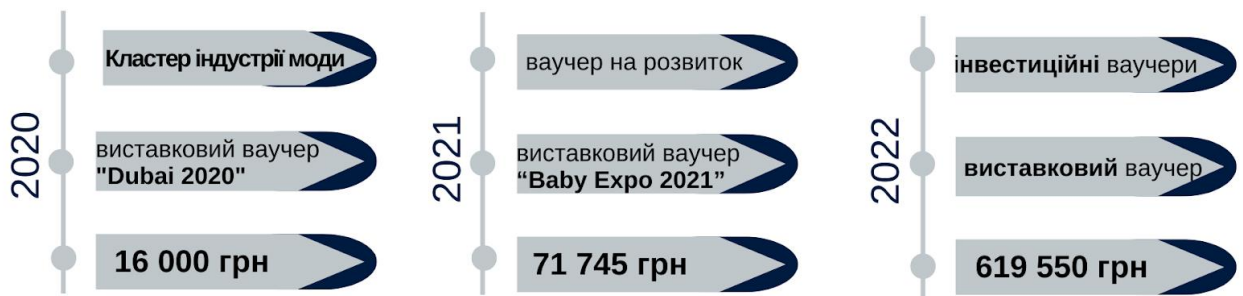 2020
Кластер індустрії моди
виставковий ваучер
"Dubai 2020"
16 000 грн
2021
ваучер на розвиток
виставковий ваучер
“Baby Expo 2021”
71 745 грн
2022
інвестиційні ваучери
виставковий ваучер
619 550 грн